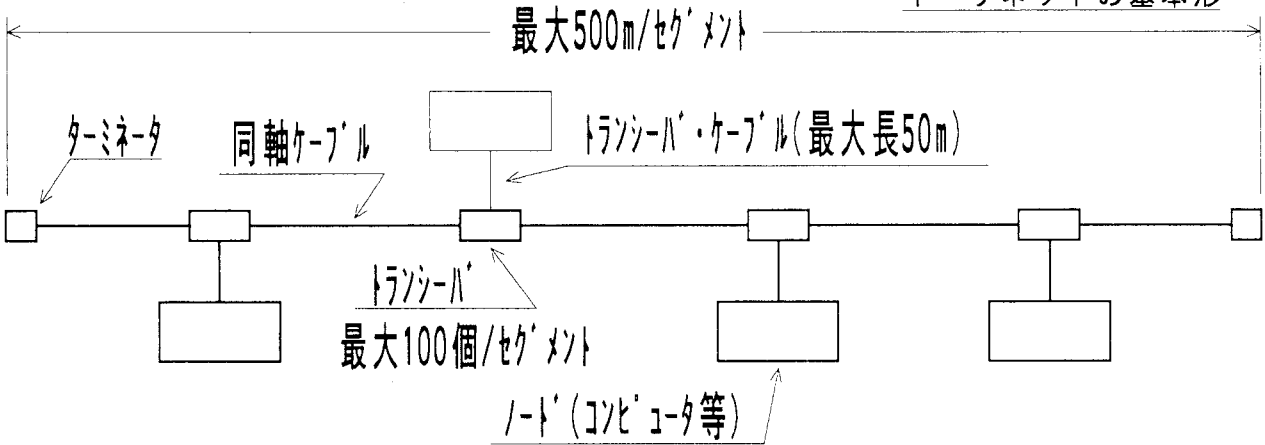 最大500m/セグメント
ターミネータ
同軸ケーブル
トランシーバ・ケーブル(最大長50m)
トランシーバ
最大100個/セグメント
ノード(コンピュータ等)